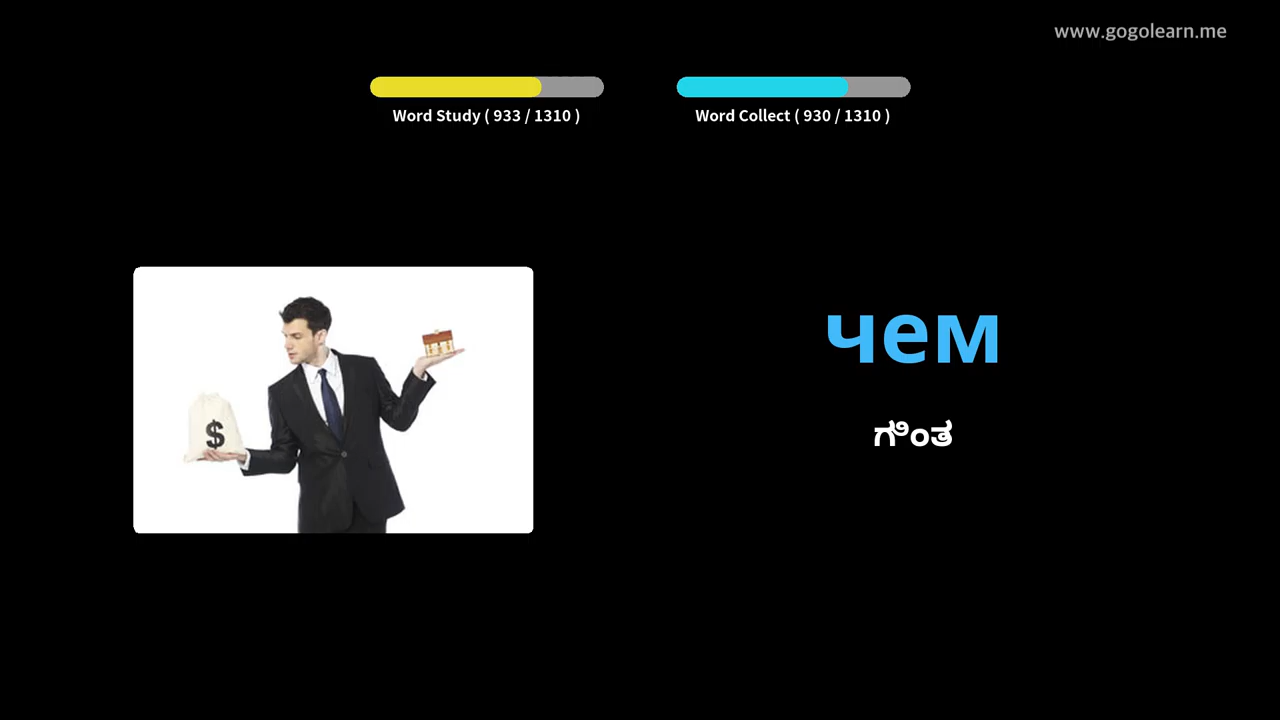 www.gogolearn.me
Word Study ( 933 / 1310 )
Word Collect ( 930 / 1310 )
$
чем
ಗಿಂತ